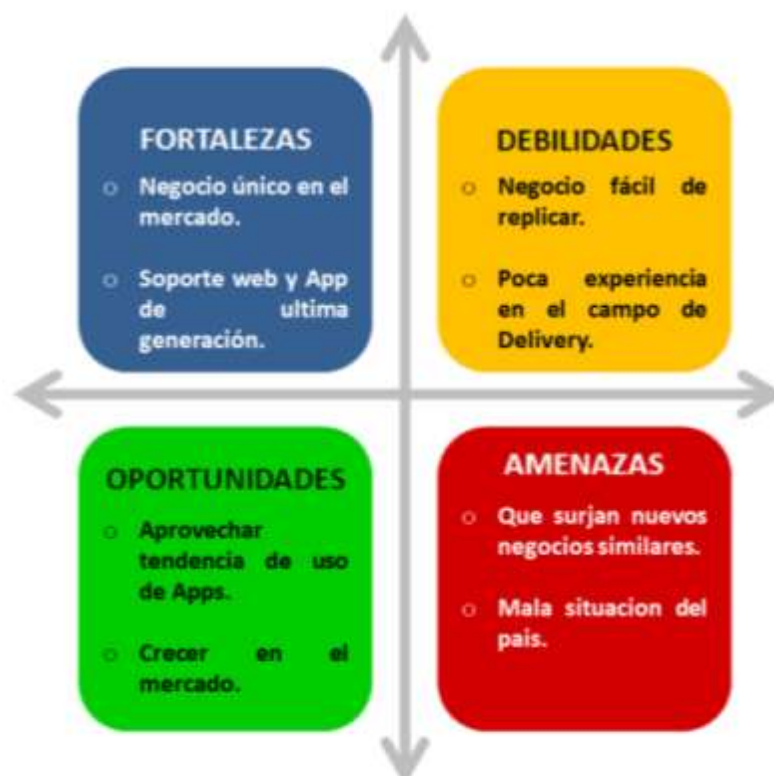 FORTALEZAS
o Negocio único en el
mercado.
o Soporte web y App
de ultima
generación.
DEBILIDADES
o Negocio fácil de
replicar.
o Poca experiencia
en el campo de
Delivery.
OPORTUNIDADES
o Aprovechar
tendencia de uso
de Apps.
o Crecer en el
mercado.
AMENAZAS
o Que surjan nuevos
negocios similares.
o Mala situacion del
pais.